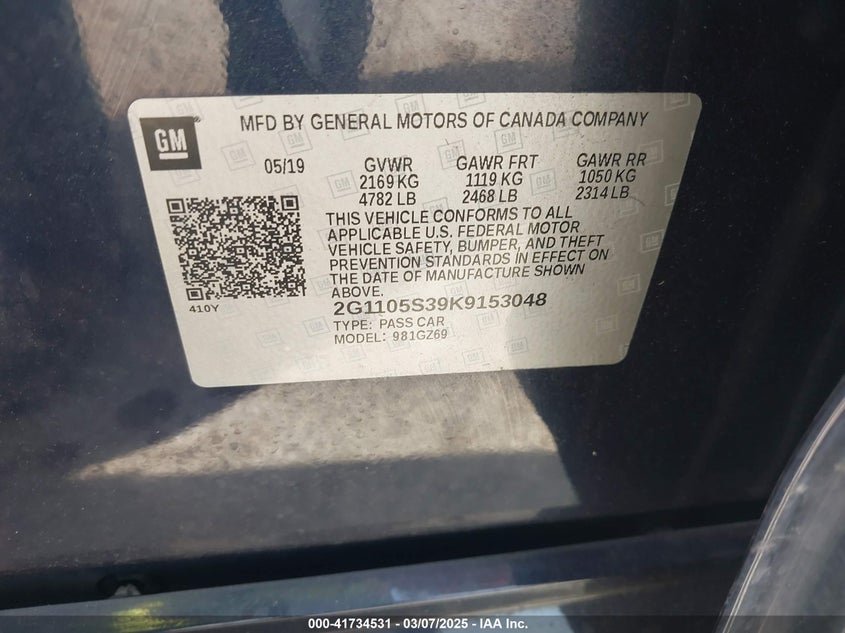 GM
MFD BY GENERAL MOTORS OF CANADA COMPANY
05/19 GVWR GAWR FRT GAWR RR
2169 KG 1119 KG 1050 KG
4782 LB 2468 LB 2314 LB
THIS VEHICLE CONFORMS TO ALL
APPLICABLE U.S. FEDERAL MOTOR
VEHICLE SAFETY, BUMPER, AND THEFT
PREVENTION STANDARDS IN EFFECT ON
THE DATE OF MANUFACTURE SHOWN
ABOVE.
410Y
2G1105S39K9153048
TYPE: PASS CAR
MODEL: 981GZ69
000-41734531 - 03/07/2025 - IAA Inc.